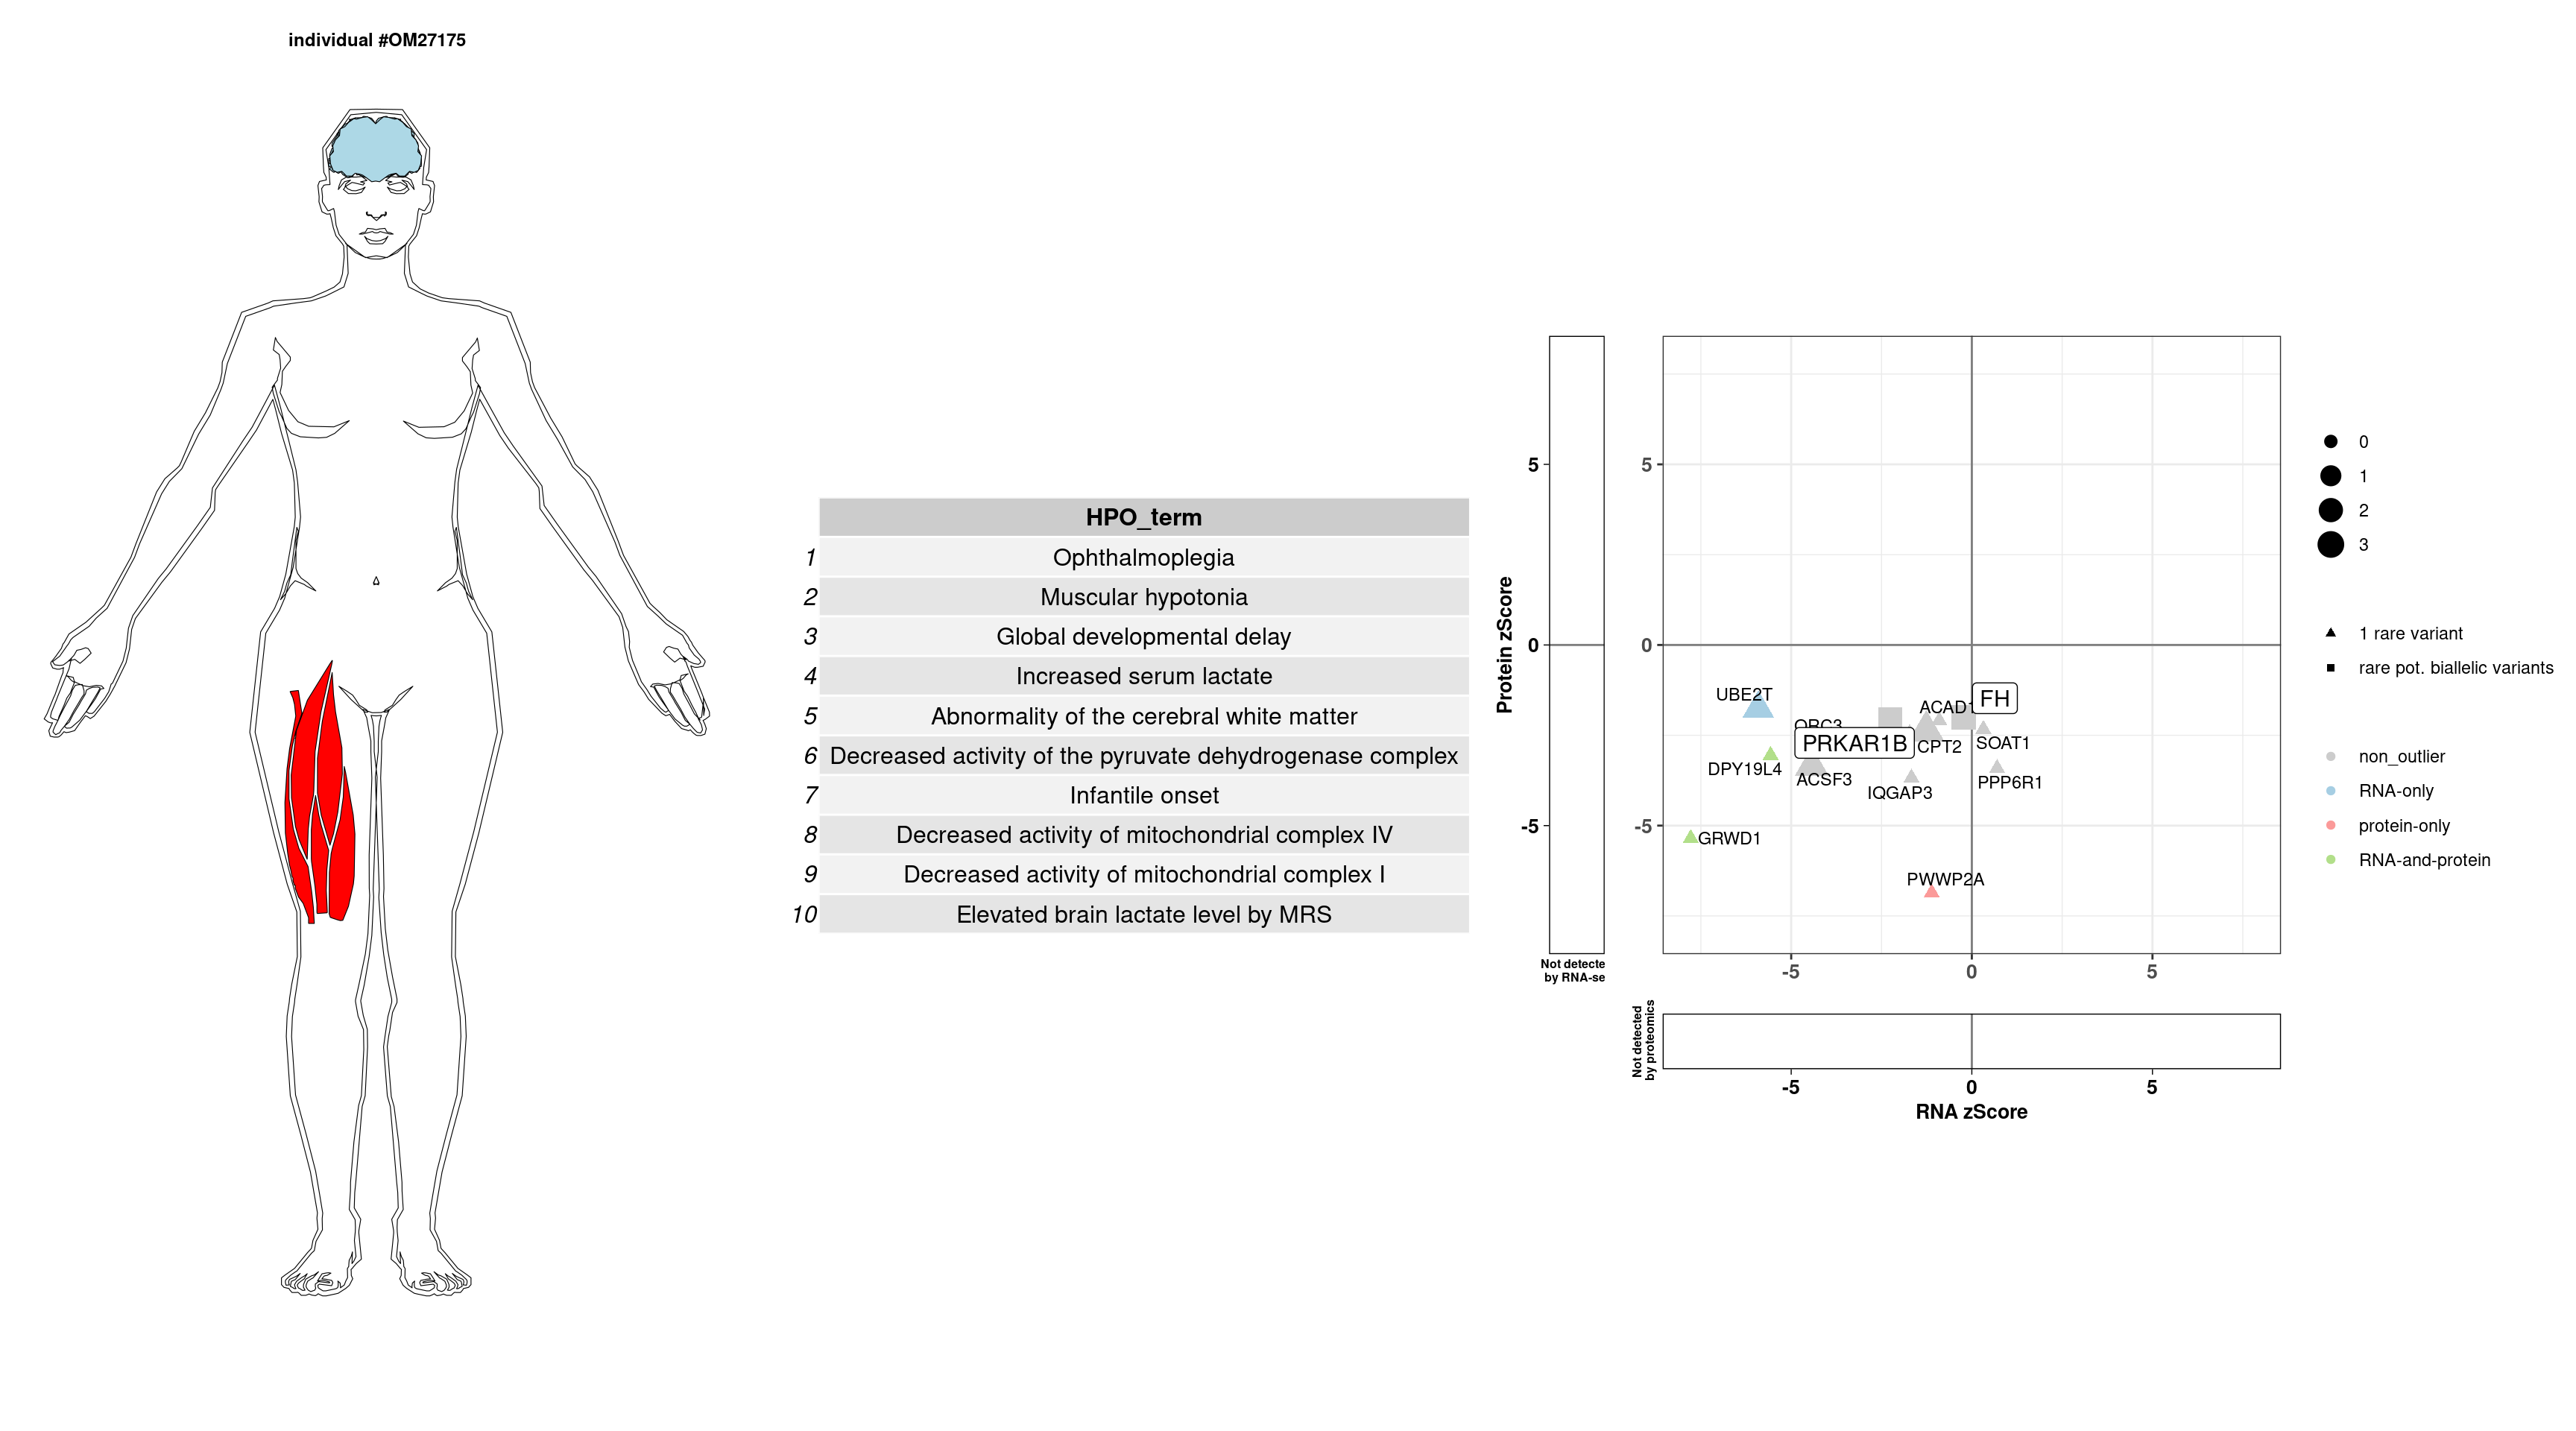 individual #OM27175
HPO_term
1 Ophthalmoplegia
2 Muscular hypotonia
3 Global developmental delay
4 Increased serum lactate
5 Abnormality of the cerebral white matter
6 Decreased activity of the pyruvate dehydrogenase complex
7 Infantile onset
8 Decreased activity of mitochondrial complex IV
9 Decreased activity of mitochondrial complex I
10 Elevated brain lactate level by MRS
Protein zScore
5
0
-5
Not detecte
by RNA-se
5
0
-5
UBE2T
ACAD1
FH
ORC3
PRKAR1B
CPT2
SOAT1
DPY19L4
ACSF3
IQGAP3
PPP6R1
GRWD1
PWWP2A
-5
0
5
Not detected
by proteomics
-5
0
5
RNA zScore
0
1
2
3
1 rare variant
rare pot. biallelic variants
non_outlier
RNA-only
protein-only
RNA-and-protein